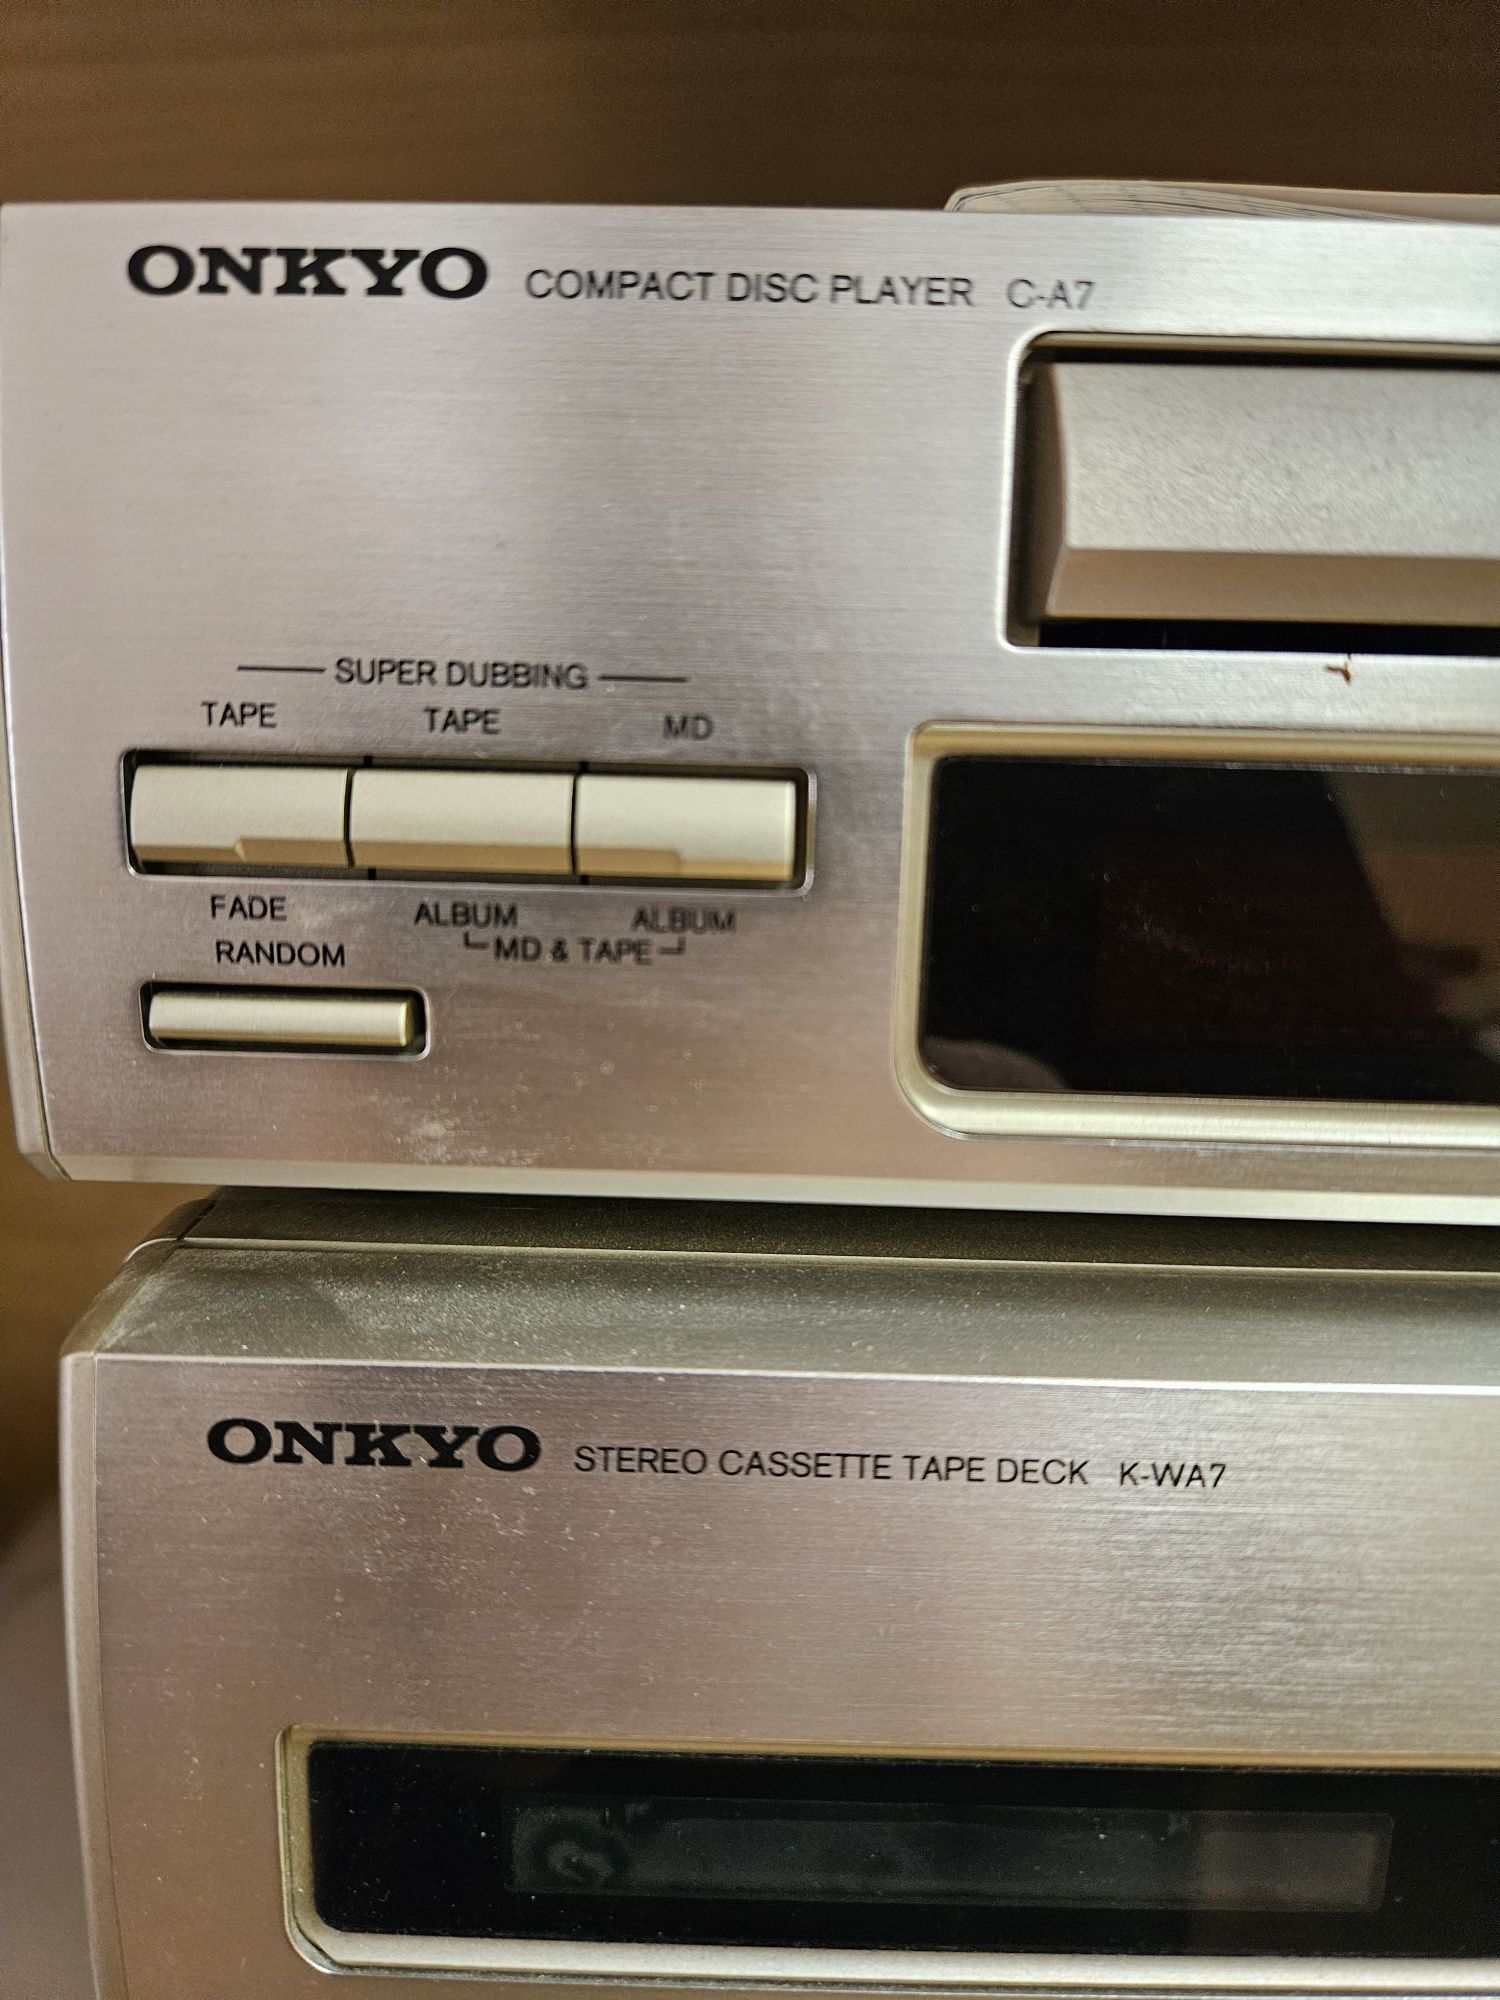 ONKYO COMPACT DISC PLAYER C-A7
SUPER DUBBING
TAPE TAPE MD
FADE ALBUM ALBUM
MD & TAPE
RANDOM
ONKYO STEREO CASSETTE TAPE DECK K-WA7